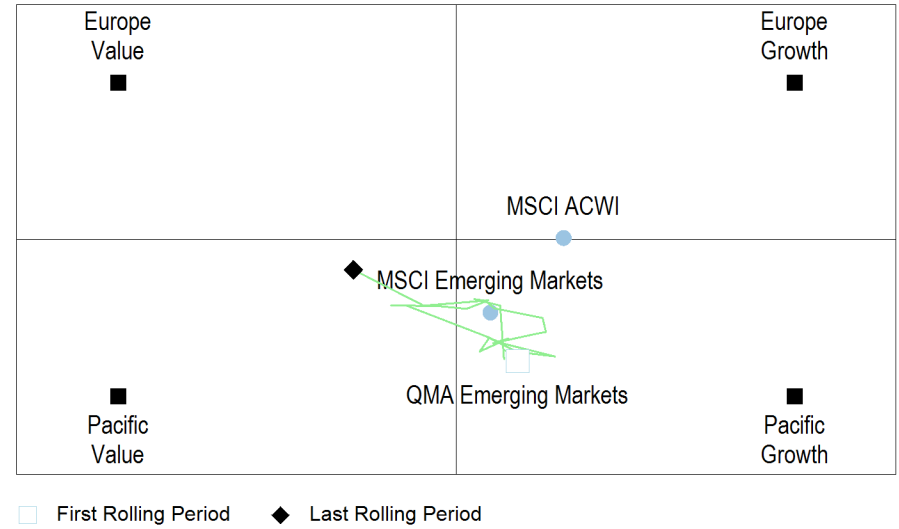 Europe
Value
Europe
Growth
MSCI ACWI
MSCI Emerging Markets
QMA Emerging Markets
Pacific
Value
Pacific
Growth
First Rolling Period
Last Rolling Period